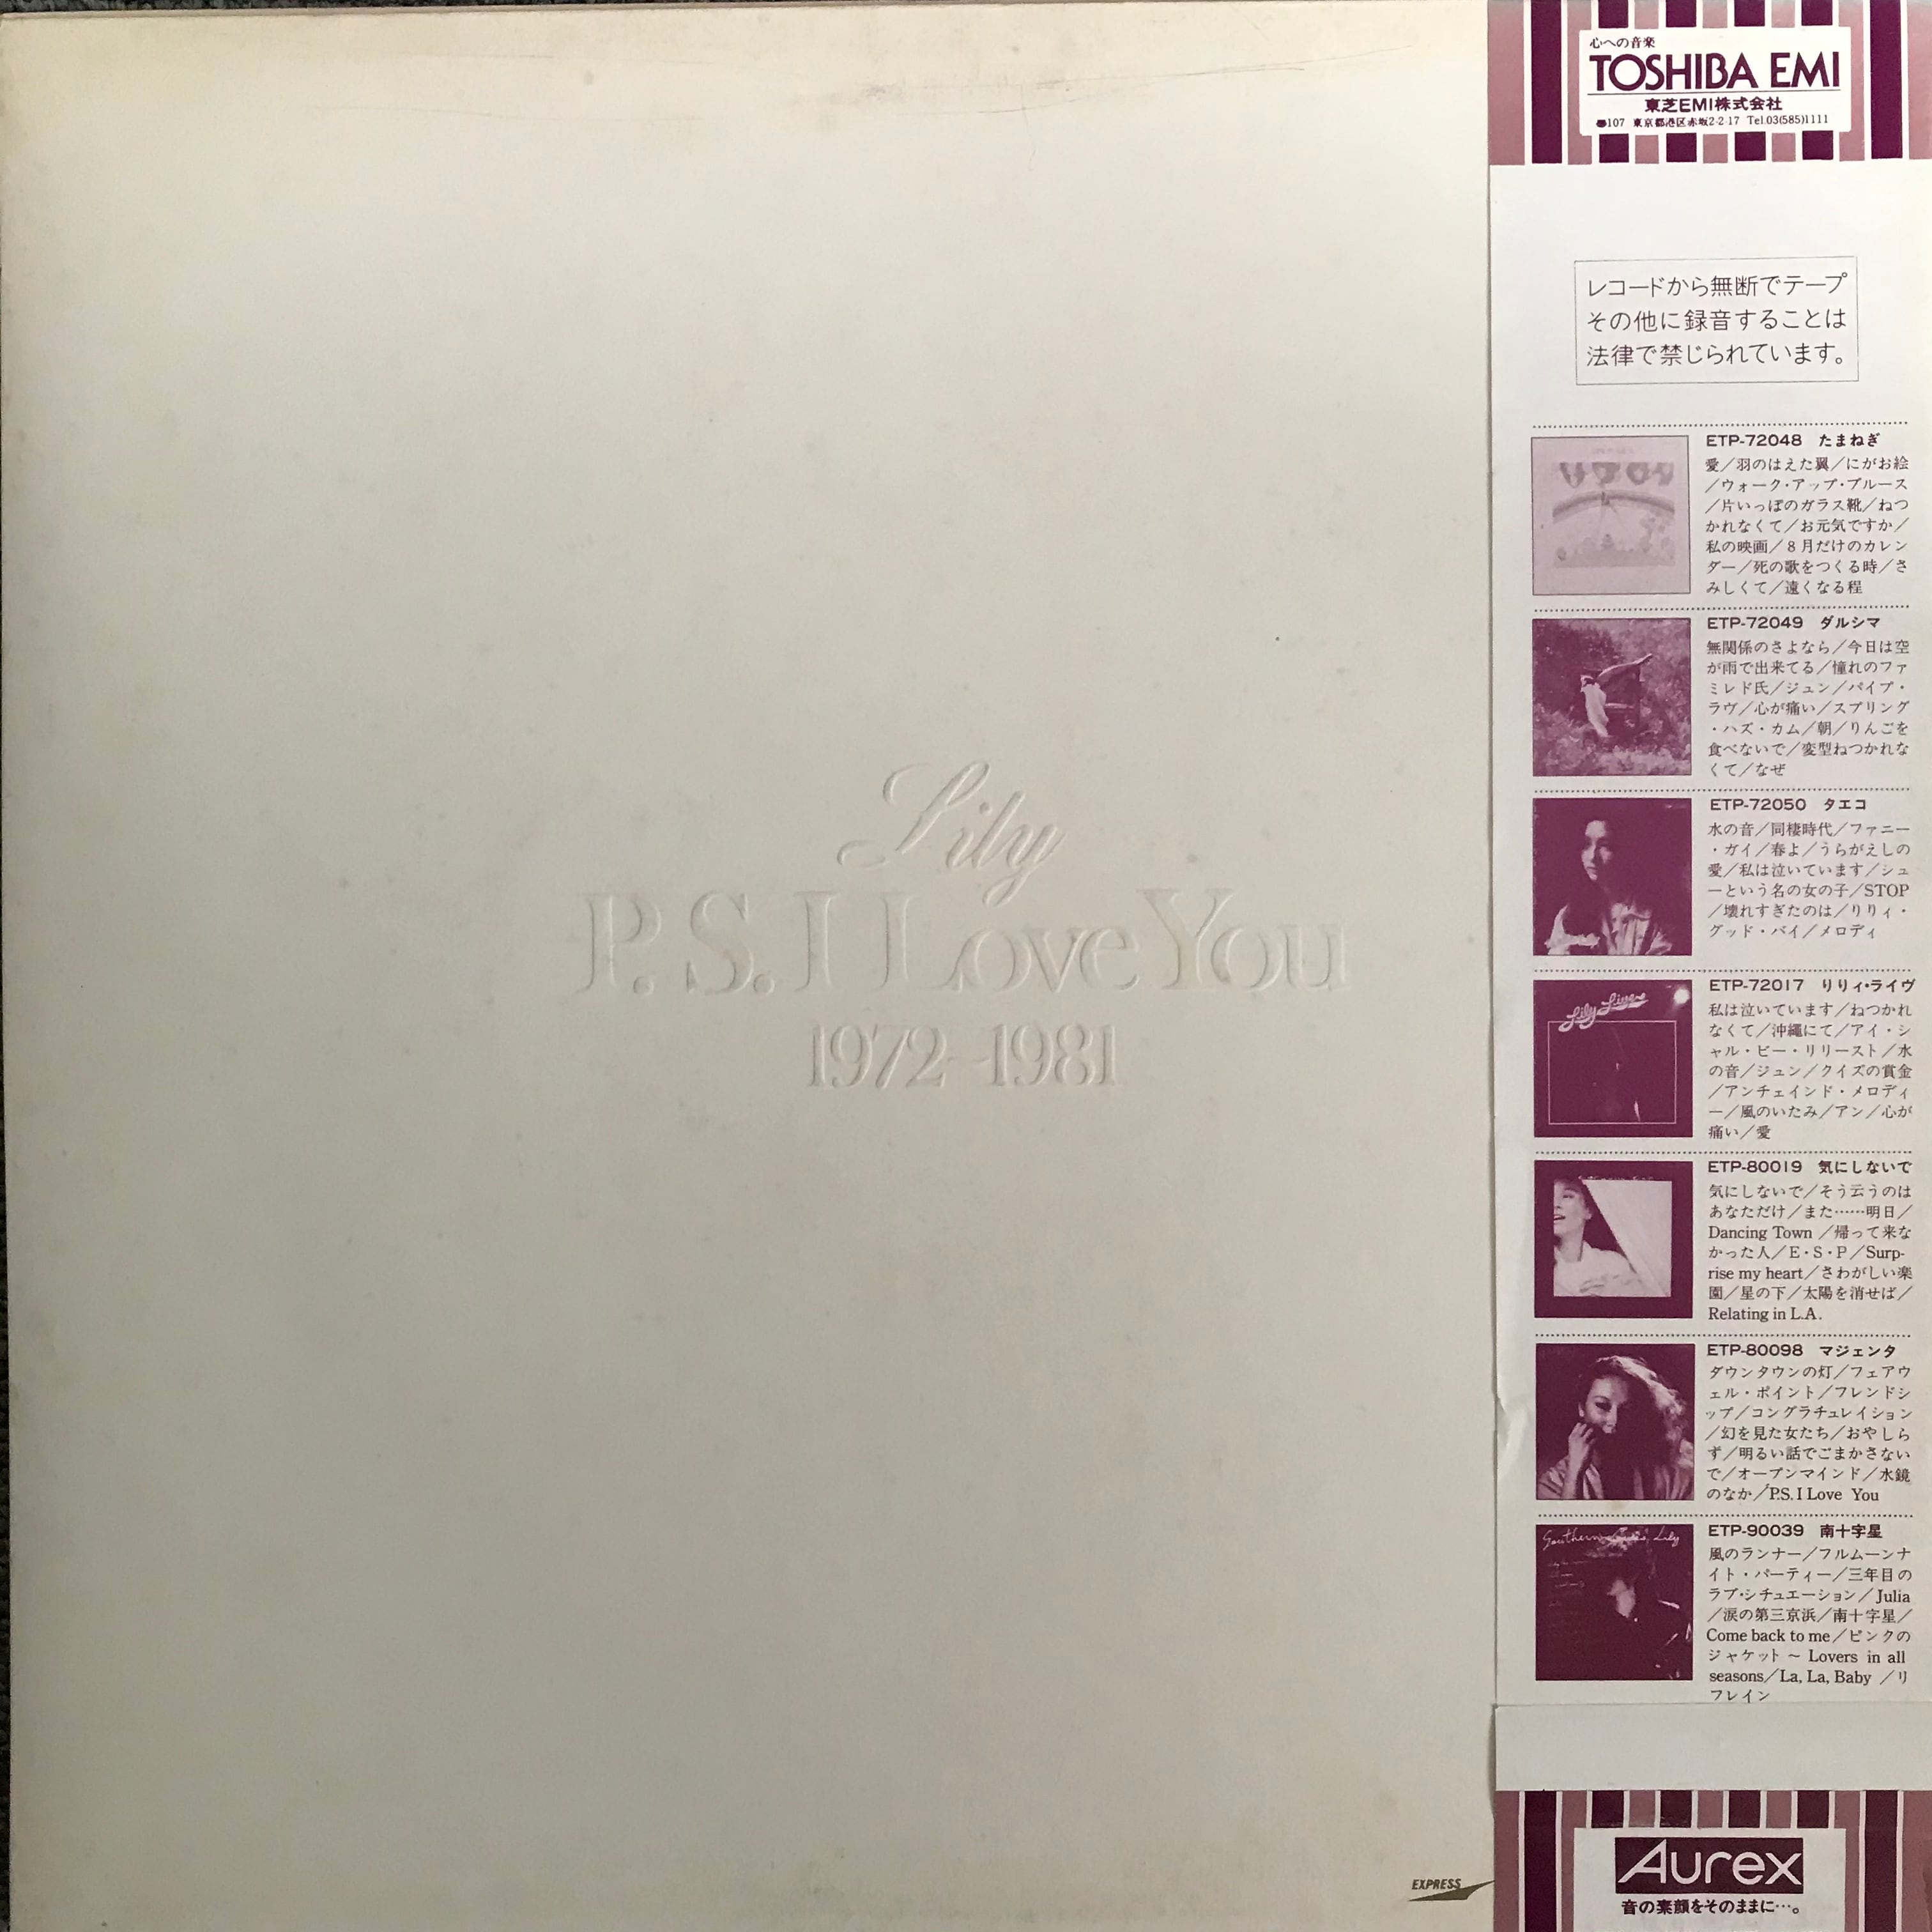 Lily
P.S. I Love You
1972-1981
EXPRESS
心への音楽
TOSHIBA EMI
東芝EMI株式会社
107 東京都港区赤坂2-2-17 Tel.03(585)1111
レコードから無断でテープ
その他に録音することは
法律で禁じられています。
ETP-72048 たまねぎ
愛／羽のはえた翼／にがお絵
／ウォーク・アップ・ブルース
／片いっぽのガラス靴／ねつ
かれなくて／お元気ですか／
私の映画／8月だけのカレン
ダー／死の歌をつくる時／さ
みしくて／遠くなる程
ETP-72049 ダルシマ
無関係のさよなら／今日は空
が雨で出来てる／憧れのファ
ミレド氏／ジュン／パイプ・
ラヴ／心が痛い／スプリング
・ハズ・カム／朝／りんごを
食べないで／変型ねつかれな
くて／なぜ
ETP-72050 タエコ
水の音／同棲時代／ファニー
・ガイ／春よ／うらがえしの
愛／私は泣いています／シュ
ーという名の女の子／STOP
／壊れすぎたのは／りりィ・
グッド・バイ／メロディ
Lily Live
ETP-72017 りりィ・ライヴ
私は泣いています／ねつかれ
なくて／沖縄にて／アイ・シ
ャル・ビー・リリースト／水
の音／ジュン／クイズの賞金
／アンチェインド・メロディ
ー／風のいたみ／アン／心が
痛い／愛
ETP-80019 気にしないで
気にしないで／そう云うのは
あなただけ／また……明日／
Dancing Town ／帰って来な
かった人／E・S・P／Surp-
rise my heart／さわがしい楽
園／星の下／太陽を消せば／
Relating in L.A.
ETP-80098 マジェンタ
ダウンタウンの灯／フェアウ
ェル・ポイント／フレンドシ
ップ／コングラチュレイション
／幻を見た女たち／おやしら
ず／明るい話でごまかさない
で／オープンマインド／水鏡
のなか／P.S. I Love You
Southern Cross Lily
ETP-90039 南十字星
風のランナー／フルムーンナ
イト・パーティー／三年目の
ラブ・シチュエーション／Julia
／涙の第三京浜／南十字星／
Come back to me／ピンクの
ジャケット～ Lovers in all
seasons／La, La, Baby ／リ
フレイン
Aurex
音の素顔をそのままに…。